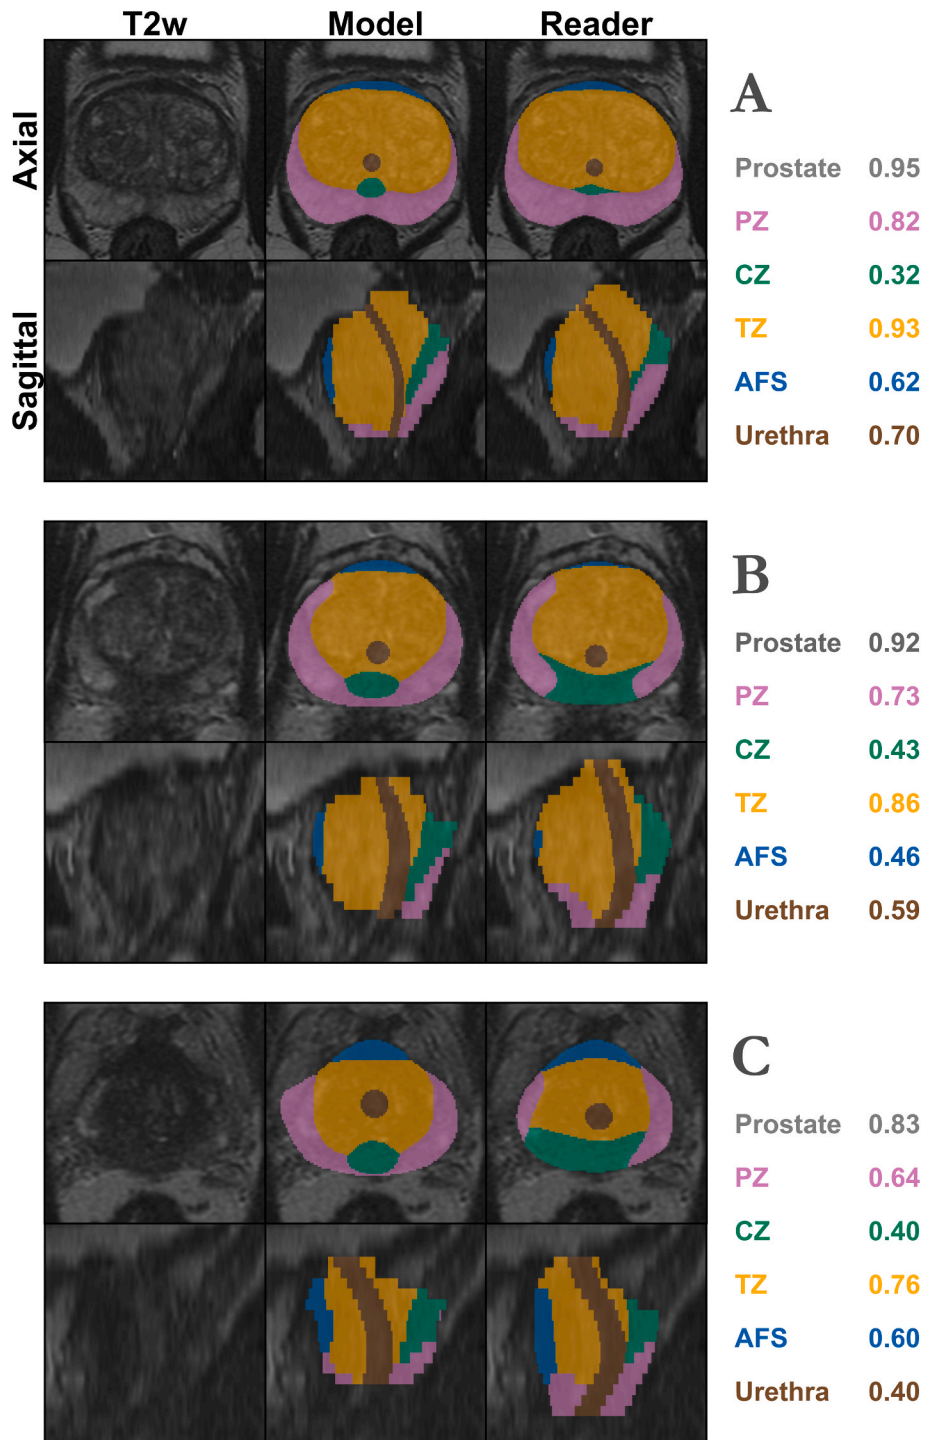 T2w Model Reader
Axial
Sagittal
A
Prostate 0.95
PZ 0.82
CZ 0.32
TZ 0.93
AFS 0.62
Urethra 0.70
B
Prostate 0.92
PZ 0.73
CZ 0.43
TZ 0.86
AFS 0.46
Urethra 0.59
C
Prostate 0.83
PZ 0.64
CZ 0.40
TZ 0.76
AFS 0.60
Urethra 0.40